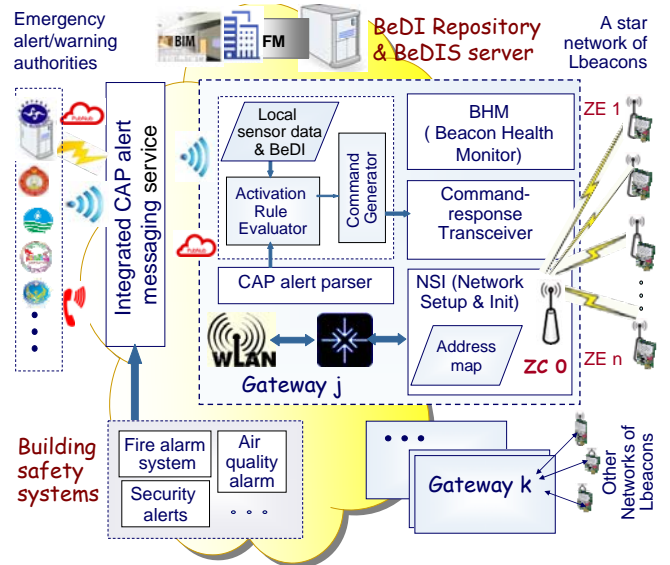 Emergency
alert/warning
authorities
BIM
FM
BeDI Repository
& BeDIS server
A star
network of
Lbeacons
Integrated CAP alert
messaging service
Local
sensor data
& BeDI
Activation
Rule
Evaluator
Command
Generator
CAP alert parser
BHM
( Beacon Health
Monitor)
Command-
response
Transceiver
NSI (Network
Setup & Init)
Address
map
ZC 0
ZE 1
ZE n
WLAN
Gateway j
Building
safety
systems
Fire alarm
system
Air
quality
alarm
Security
alerts
Gateway k
Other
Networks of
Lbeacons